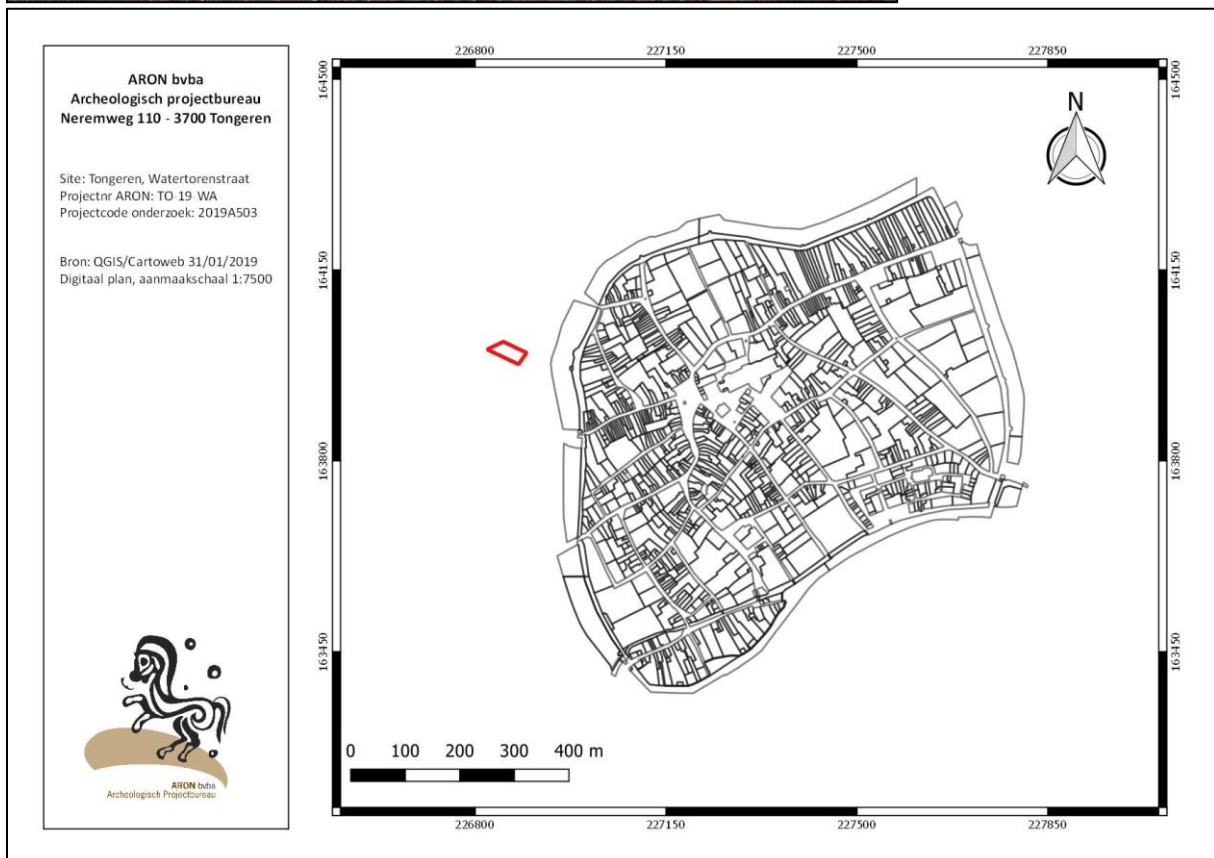 ARON bvba
Archeologisch projectbureau
Neremweg 110 - 3700 Tongeren
Site: Tongeren, Watertorenstraat
Projectnr ARON: TO 19 WA
Projectcode onderzoek: 2019A503
Bron: QGIS/Cartoweb 31/01/2019
Digitaal plan, aanmaakschaal 1:7500
ARON bvba
Archeologisch Projectbureau
226800 227150 227500 227850
164500 164500
N
164150 164150
163800 163800
163450 163450
0 100 200 300 400 m
226800 227150 227500 227850